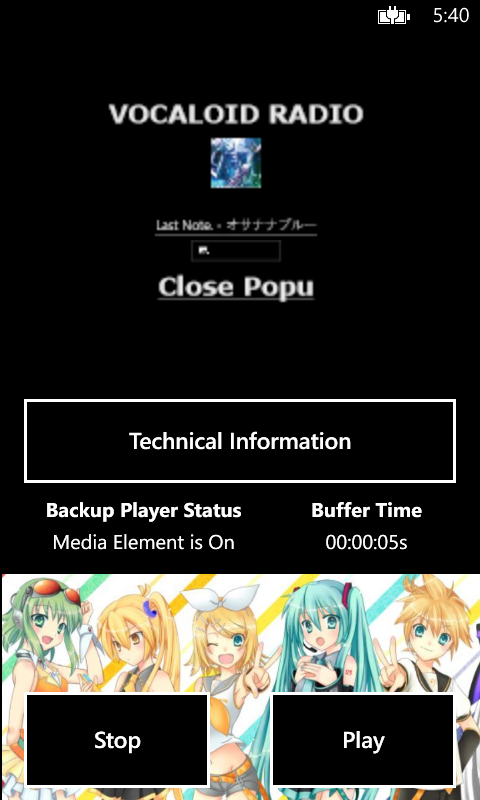 5:40
VOCALOID RADIO
Last Note. - オサナナブルー
Close Popu
Technical Information
Backup Player Status
Buffer Time
Media Element is On
00:00:05s
Stop
Play